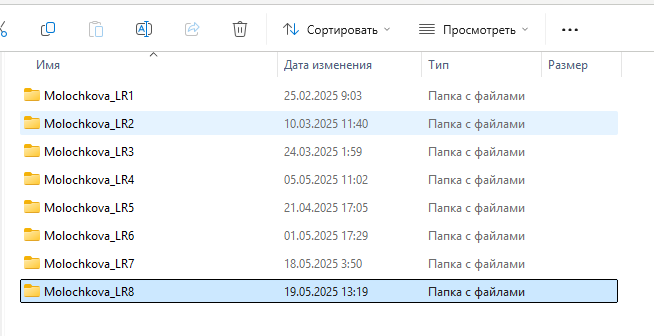 Сортировать Просмотреть
Имя Дата изменения Тип Размер
Molochkova_LR1 25.02.2025 9:03 Папка с файлами
Molochkova_LR2 10.03.2025 11:40 Папка с файлами
Molochkova_LR3 24.03.2025 1:59 Папка с файлами
Molochkova_LR4 05.05.2025 11:02 Папка с файлами
Molochkova_LR5 21.04.2025 17:05 Папка с файлами
Molochkova_LR6 01.05.2025 17:29 Папка с файлами
Molochkova_LR7 18.05.2025 3:50 Папка с файлами
Molochkova_LR8 19.05.2025 13:19 Папка с файлами